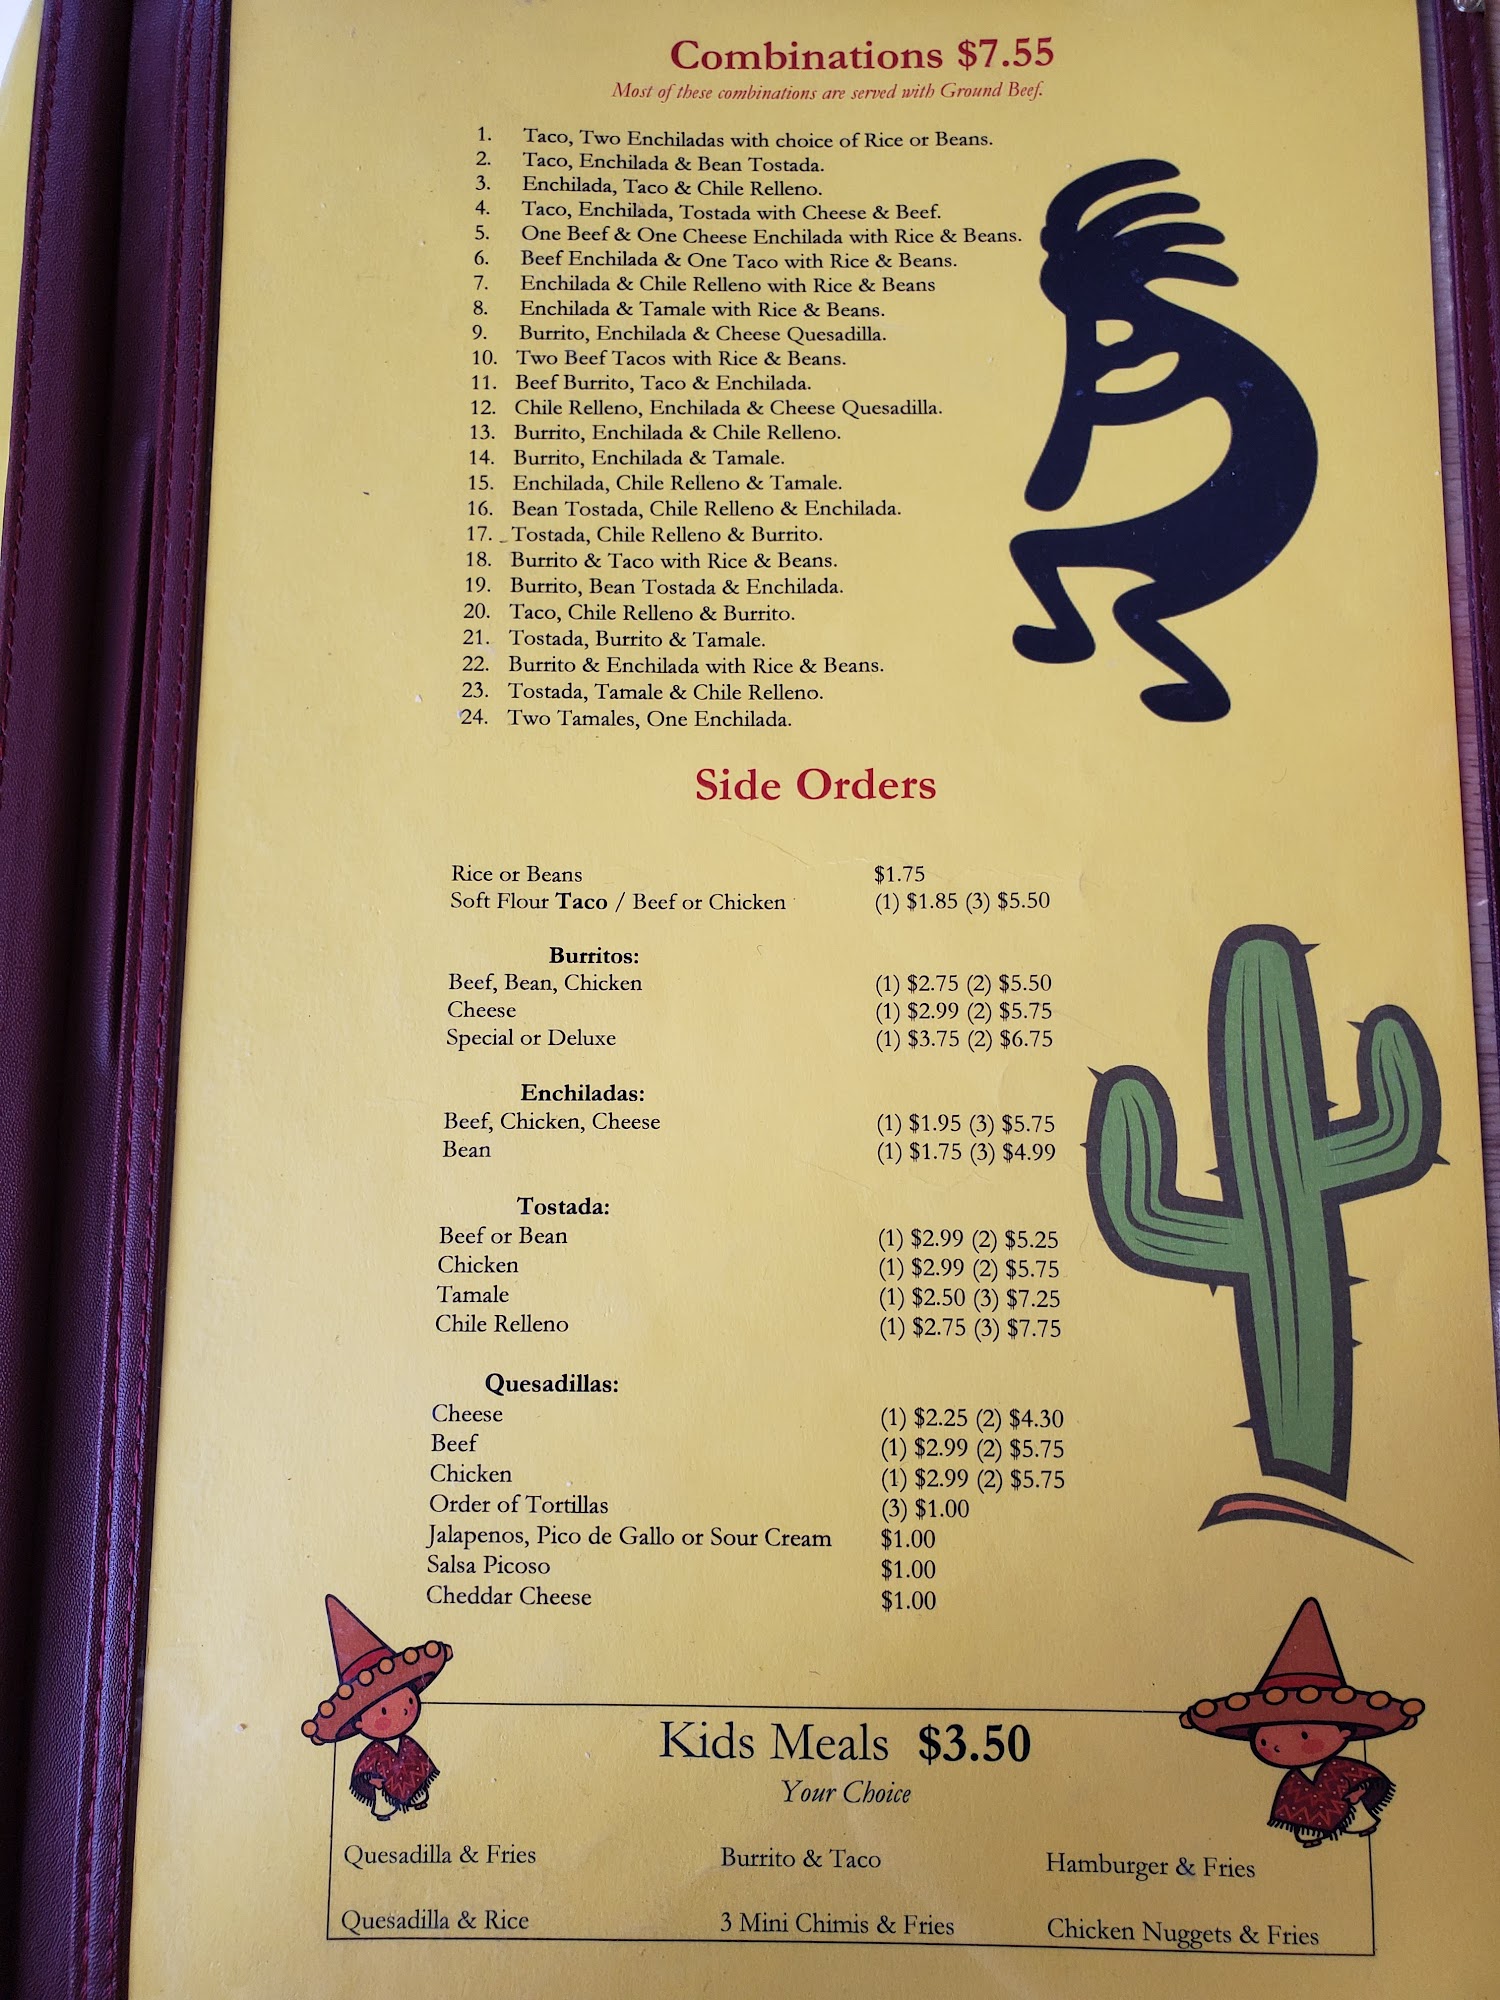 Combinations $7.55
Most of these combinations are served with Ground Beef.
1. Taco, Two Enchiladas with choice of Rice or Beans.
2. Taco, Enchilada & Bean Tostada.
3. Enchilada, Taco & Chile Relleno.
4. Taco, Enchilada, Tostada with Cheese & Beef.
5. One Beef & One Cheese Enchilada with Rice & Beans.
6. Beef Enchilada & One Taco with Rice & Beans.
7. Enchilada & Chile Relleno with Rice & Beans
8. Enchilada & Tamale with Rice & Beans.
9. Burrito, Enchilada & Cheese Quesadilla.
10. Two Beef Tacos with Rice & Beans.
11. Beef Burrito, Taco & Enchilada.
12. Chile Relleno, Enchilada & Cheese Quesadilla.
13. Burrito, Enchilada & Chile Relleno.
14. Burrito, Enchilada & Tamale.
15. Enchilada, Chile Relleno & Tamale.
16. Bean Tostada, Chile Relleno & Enchilada.
17. Tostada, Chile Relleno & Burrito.
18. Burrito & Taco with Rice & Beans.
19. Burrito, Bean Tostada & Enchilada.
20. Taco, Chile Relleno & Burrito.
21. Tostada, Burrito & Tamale.
22. Burrito & Enchilada with Rice & Beans.
23. Tostada, Tamale & Chile Relleno.
24. Two Tamales, One Enchilada.
Side Orders
Rice or Beans $1.75
Soft Flour Taco / Beef or Chicken (1) $1.85 (3) $5.50
Burritos:
Beef, Bean, Chicken (1) $2.75 (2) $5.50
Cheese (1) $2.99 (2) $5.75
Special or Deluxe (1) $3.75 (2) $6.75
Enchiladas:
Beef, Chicken, Cheese (1) $1.95 (3) $5.75
Bean (1) $1.75 (3) $4.99
Tostada:
Beef or Bean (1) $2.99 (2) $5.25
Chicken (1) $2.99 (2) $5.75
Tamale (1) $2.50 (3) $7.25
Chile Relleno (1) $2.75 (3) $7.75
Quesadillas:
Cheese (1) $2.25 (2) $4.30
Beef (1) $2.99 (2) $5.75
Chicken (1) $2.99 (2) $5.75
Order of Tortillas (3) $1.00
Jalapenos, Pico de Gallo or Sour Cream $1.00
Salsa Picoso $1.00
Cheddar Cheese $1.00
Kids Meals $3.50
Your Choice
Quesadilla & Fries Burrito & Taco Hamburger & Fries
Quesadilla & Rice 3 Mini Chimis & Fries Chicken Nuggets & Fries